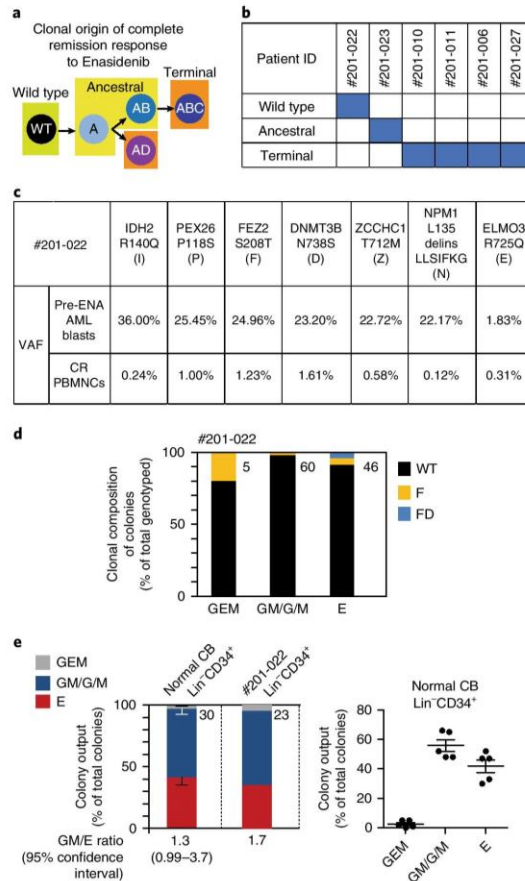 a
Clonal origin of complete
remission response
to Enasidenib
Wild type
Ancestral
Terminal
WT
A
AB
ABC
AD
b
Patient ID
#201-022
#201-023
#201-010
#201-011
#201-006
#201-027
Wild type
Ancestral
Terminal
c
#201-022
IDH2
R140Q
(I)
PEX26
P118S
(P)
FEZ2
S208T
(F)
DNMT3B
N738S
(D)
ZCCHC1
T712M
(Z)
NPM1
L135
delins
LLSIFKG
(N)
ELMO3
R725Q
(E)
VAF
Pre-ENA
AML
blasts
36.00%
25.45%
24.96%
23.20%
22.72%
22.17%
1.83%
CR
PBMNCs
0.24%
1.00%
1.23%
1.61%
0.58%
0.12%
0.31%
d
#201-022
Clonal composition
of colonies
(% of total genotyped)
100
50
0
5
60
46
GEM
GM/G/M
E
WT
F
FD
e
GEM
GM/G/M
E
Normal CB
Lin⁻CD34⁺
#201-022
Lin⁻CD34⁺
Colony output
(% of total colonies)
100
50
0
30
23
GM/E ratio
(95% confidence
interval)
1.3
(0.99–3.7)
1.7
Normal CB
Lin⁻CD34⁺
Colony output
(% of total colonies)
80
60
40
20
0
GEM
GM/G/M
E